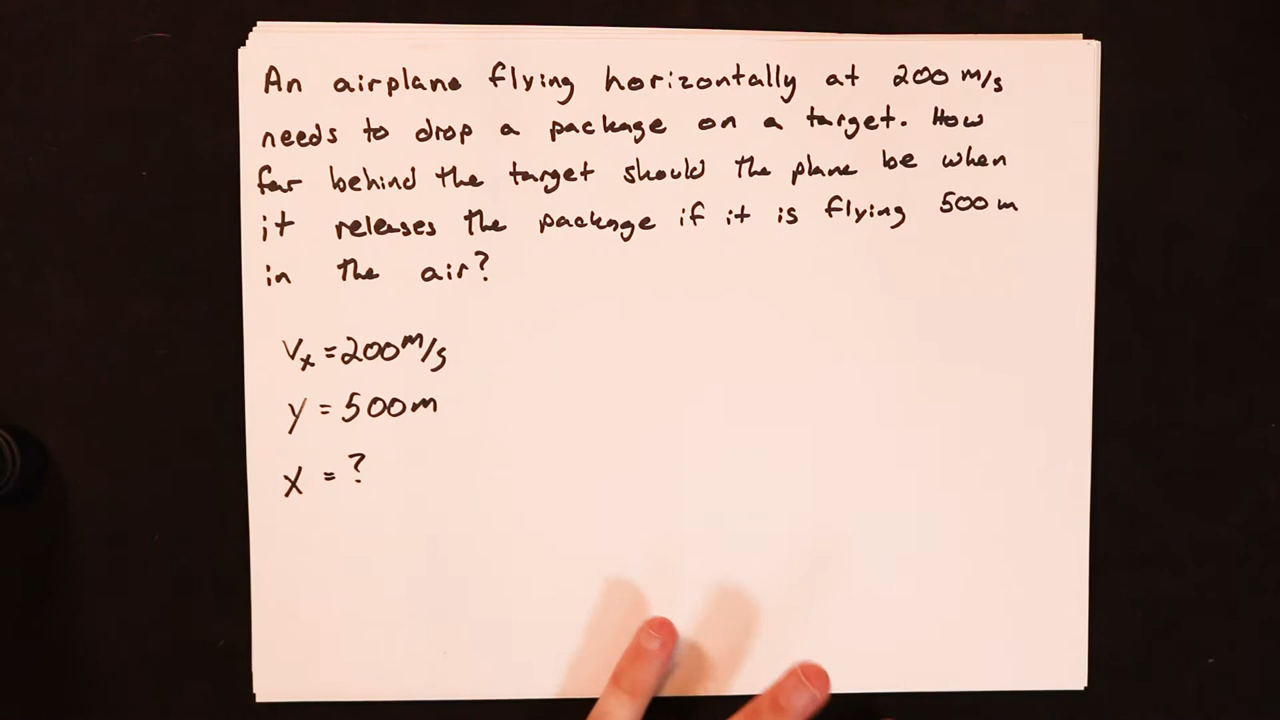 An airplane flying horizontally at 200 m/s
needs to drop a package on a target. How
far behind the target should the plane be when
it releases the package if it is flying 500 m
in the air?
Vx = 200 m/s
y = 500m
x = ?